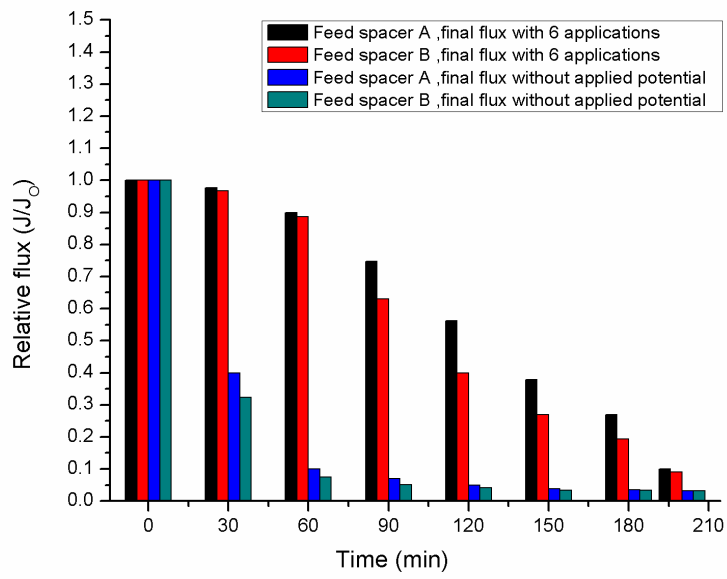 Feed spacer A ,final flux with 6 applications
Feed spacer B ,final flux with 6 applications
Feed spacer A ,final flux without applied potential
Feed spacer B ,final flux without applied potential
Relative flux (J/J_O)
1.5
1.4
1.3
1.2
1.1
1.0
0.9
0.8
0.7
0.6
0.5
0.4
0.3
0.2
0.1
0.0
0 30 60 90 120 150 180 210
Time (min)